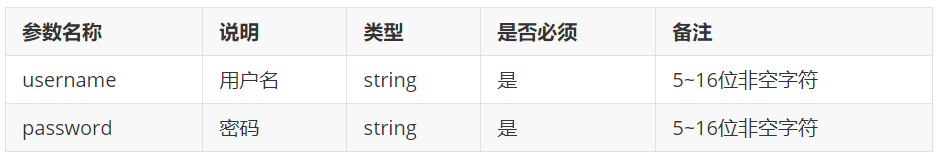 参数名称 说明 类型 是否必须 备注
username 用户名 string 是 5~16位非空字符
password 密码 string 是 5~16位非空字符